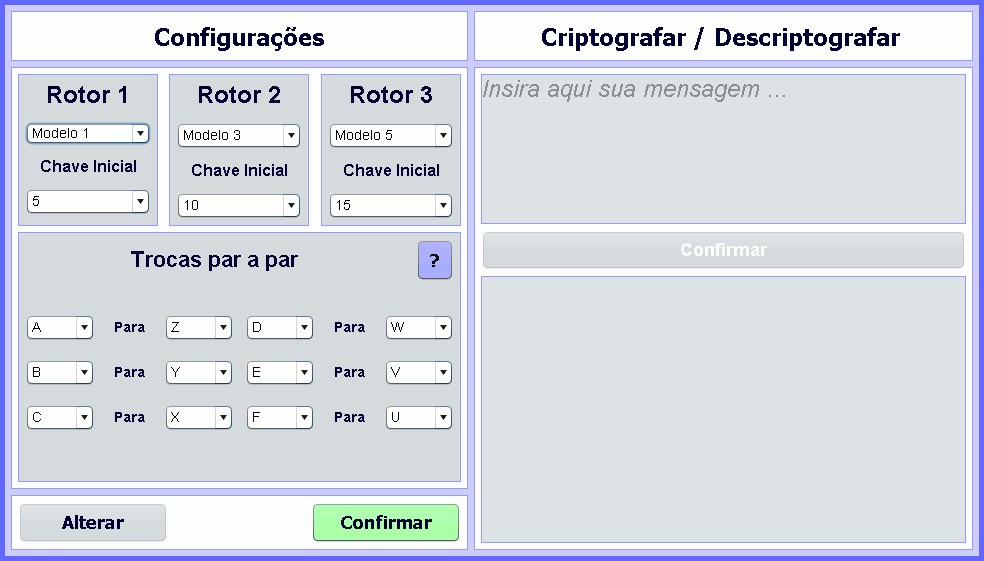 Configurações
Criptografar / Descriptografar
Rotor 1
Rotor 2
Rotor 3
Modelo 1
Modelo 3
Modelo 5
Chave Inicial
Chave Inicial
Chave Inicial
5
10
15
Trocas par a par
?
A Para Z D Para W
B Para Y E Para V
C Para X F Para U
Alterar
Confirmar
Insira aqui sua mensagem ...
Confirmar